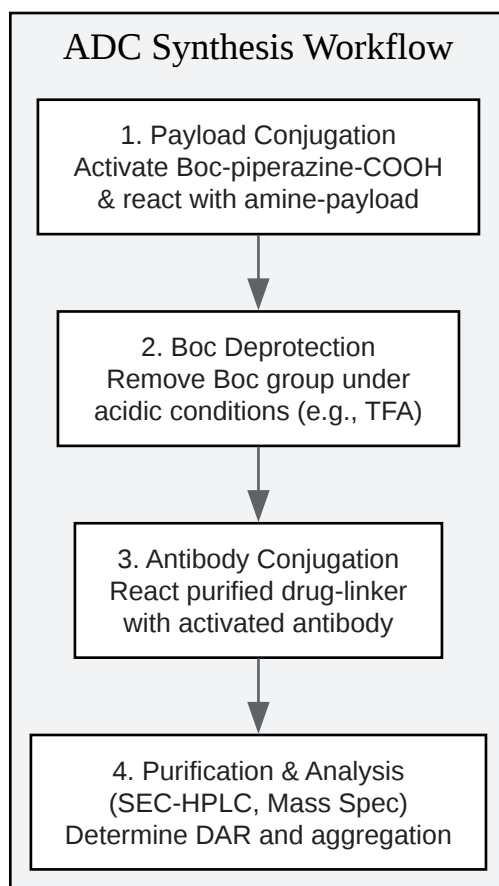 ADC Synthesis Workflow
1. Payload Conjugation
Activate Boc-piperazine-COOH
& react with amine-payload
2. Boc Deprotection
Remove Boc group under
acidic conditions (e.g., TFA)
3. Antibody Conjugation
React purified drug-linker
with activated antibody
4. Purification & Analysis
(SEC-HPLC, Mass Spec)
Determine DAR and aggregation